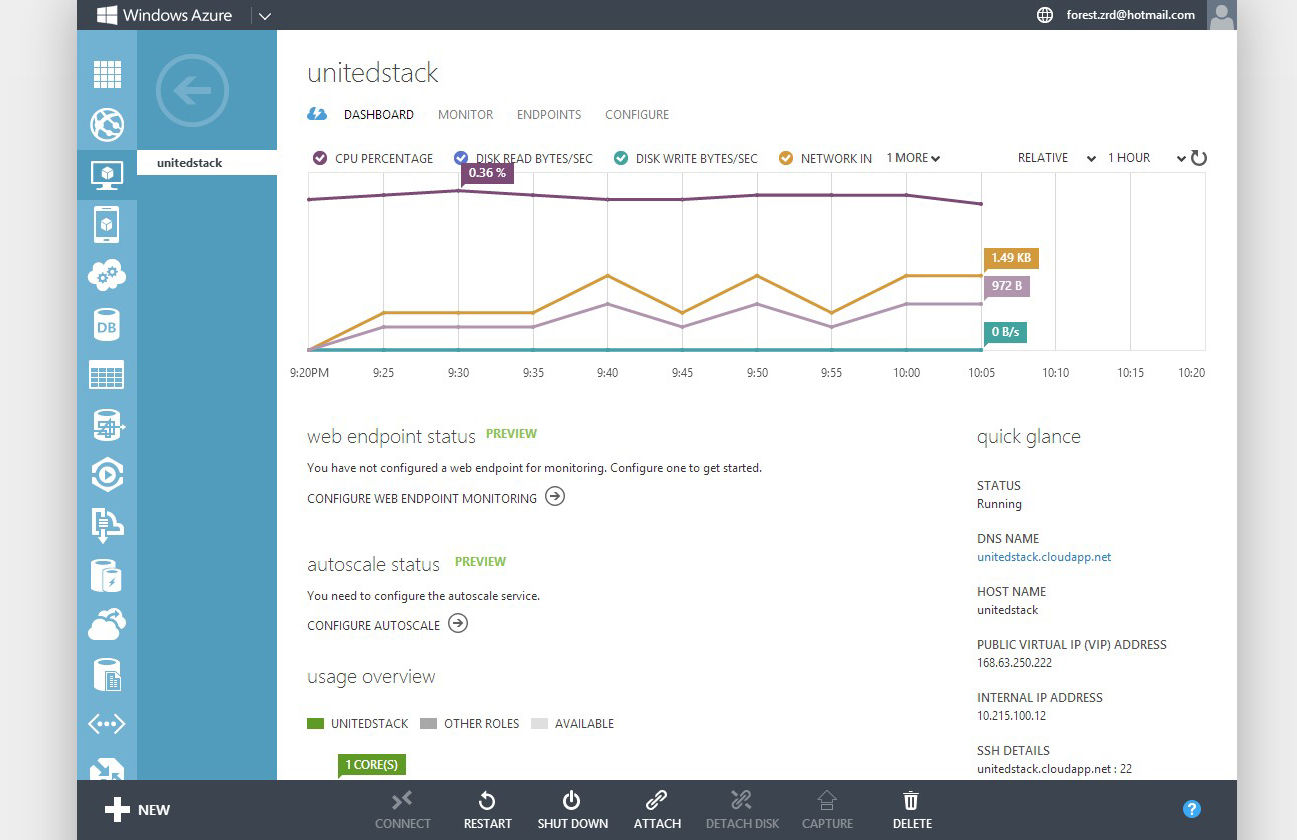 Windows Azure
forest.zrd@hotmail.com
unitedstack
unitedstack
DASHBOARD MONITOR ENDPOINTS CONFIGURE
CPU PERCENTAGE DISK READ BYTES/SEC DISK WRITE BYTES/SEC NETWORK IN 1 MORE RELATIVE 1 HOUR
0.36 %
1.49 KB
972 B
0 B/s
9:20PM 9:25 9:30 9:35 9:40 9:45 9:50 9:55 10:00 10:05 10:10 10:15 10:20
DB
web endpoint status PREVIEW
You have not configured a web endpoint for monitoring. Configure one to get started.
CONFIGURE WEB ENDPOINT MONITORING
autoscale status PREVIEW
You need to configure the autoscale service.
CONFIGURE AUTOSCALE
usage overview
UNITEDSTACK OTHER ROLES AVAILABLE
1 CORE(S)
quick glance
STATUS
Running
DNS NAME
unitedstack.cloudapp.net
HOST NAME
unitedstack
PUBLIC VIRTUAL IP (VIP) ADDRESS
168.63.250.222
INTERNAL IP ADDRESS
10.215.100.12
SSH DETAILS
unitedstack.cloudapp.net : 22
NEW
CONNECT RESTART SHUT DOWN ATTACH DETACH DISK CAPTURE DELETE
?